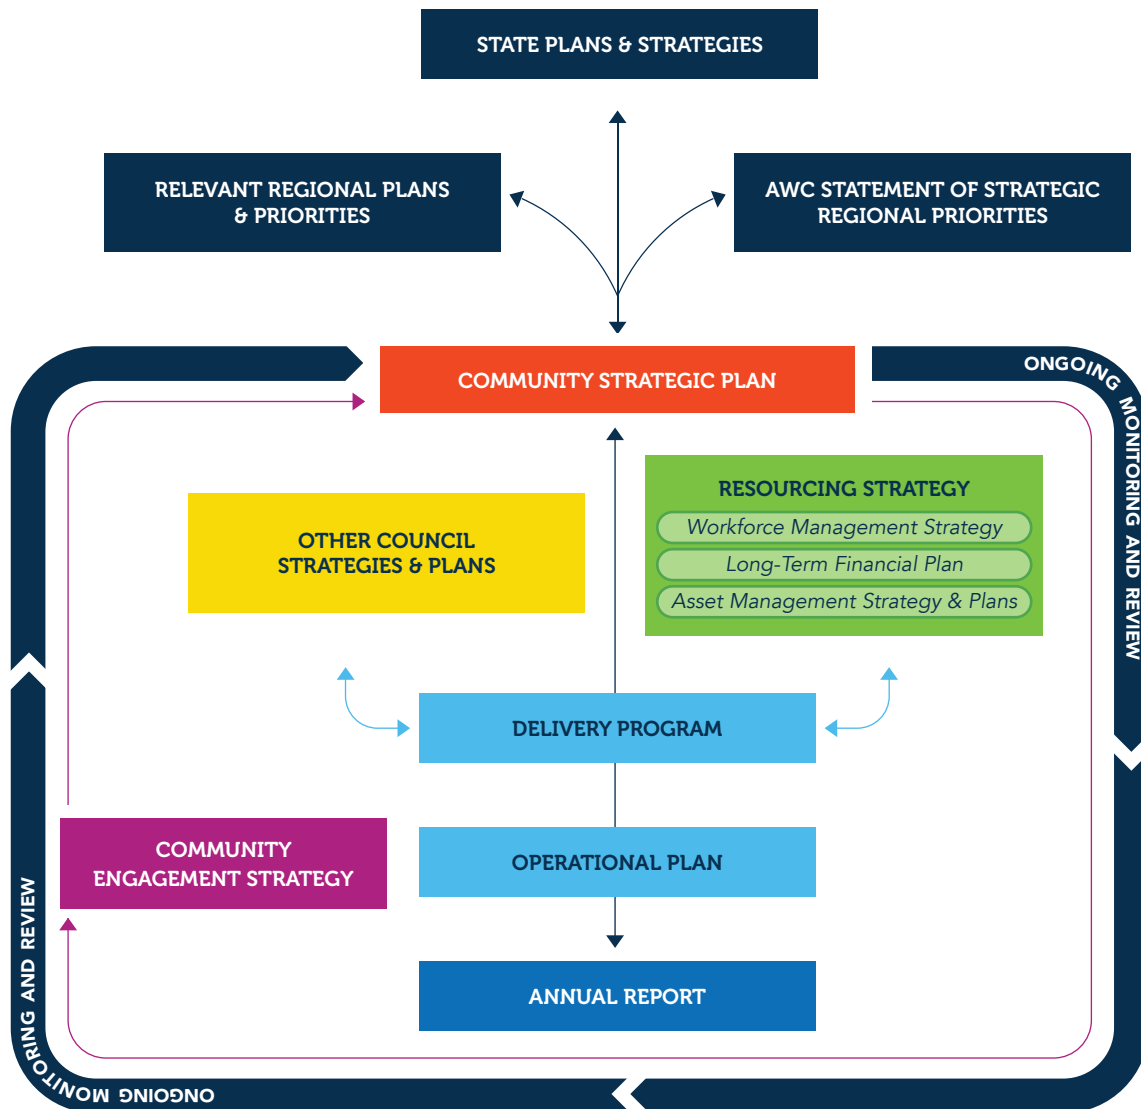 STATE PLANS & STRATEGIES
RELEVANT REGIONAL PLANS
& PRIORITIES
AWC STATEMENT OF STRATEGIC
REGIONAL PRIORITIES
COMMUNITY STRATEGIC PLAN
ONGOING MONITORING AND REVIEW
OTHER COUNCIL
STRATEGIES & PLANS
RESOURCING STRATEGY
Workforce Management Strategy
Long-Term Financial Plan
Asset Management Strategy & Plans
DELIVERY PROGRAM
COMMUNITY
ENGAGEMENT STRATEGY
OPERATIONAL PLAN
ANNUAL REPORT
ONGOING MONITORING AND REVIEW